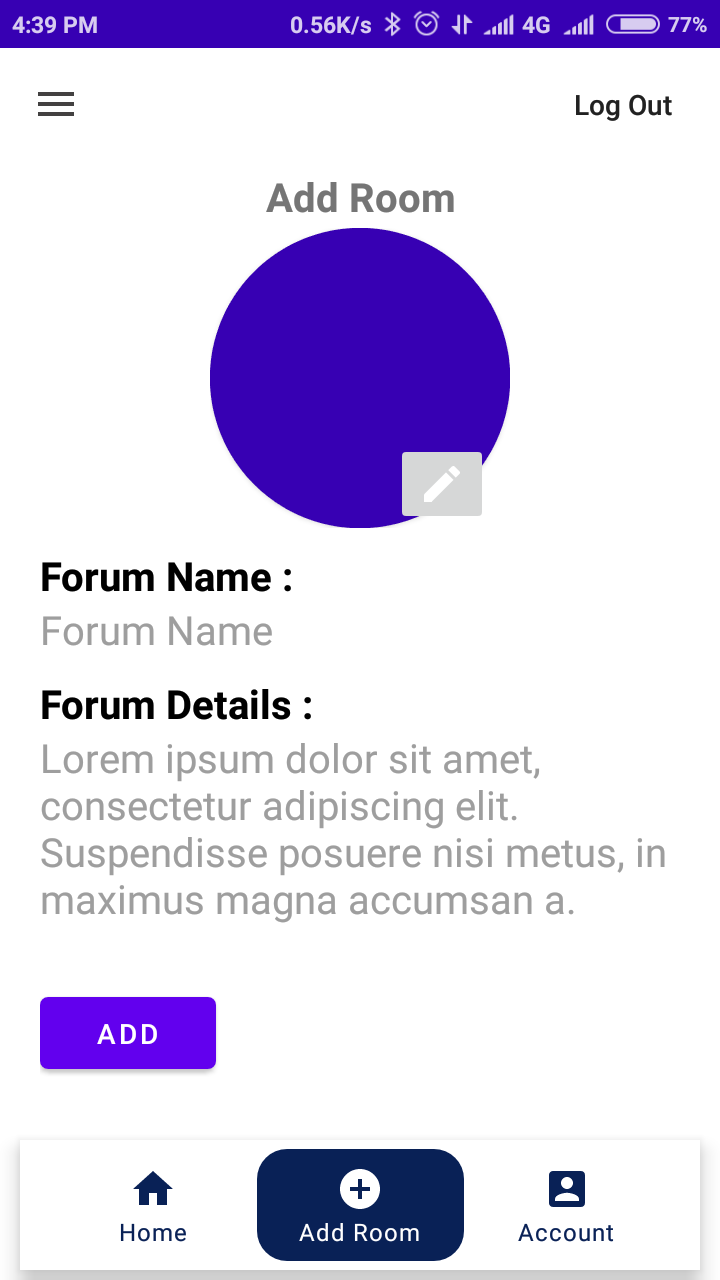 4:39 PM 0.56K/s 4G 77%
Log Out
Add Room
Forum Name :
Forum Name
Forum Details :
Lorem ipsum dolor sit amet,
consectetur adipiscing elit.
Suspendisse posuere nisi metus, in
maximus magna accumsan a.
ADD
Home Add Room Account